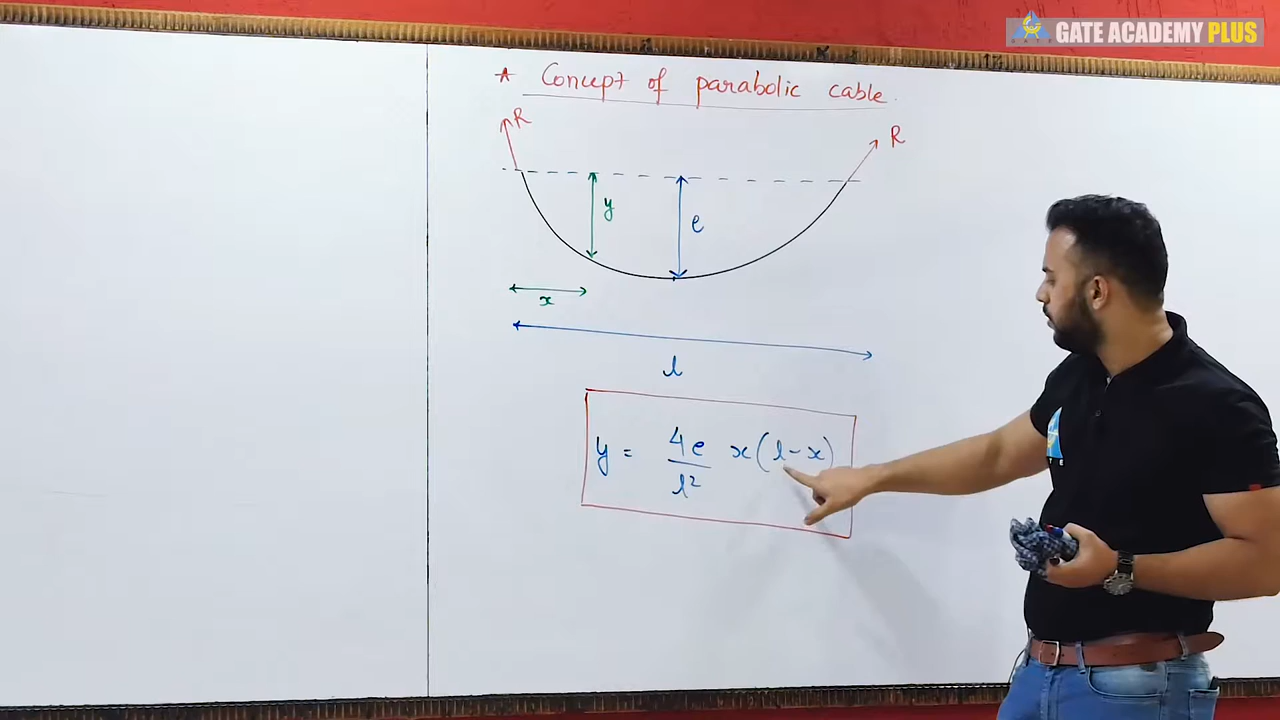 GATE ACADEMY PLUS
* Concept of parabolic cable.
R
R
y
e
x
l
y = 4e/l² x(l-x)